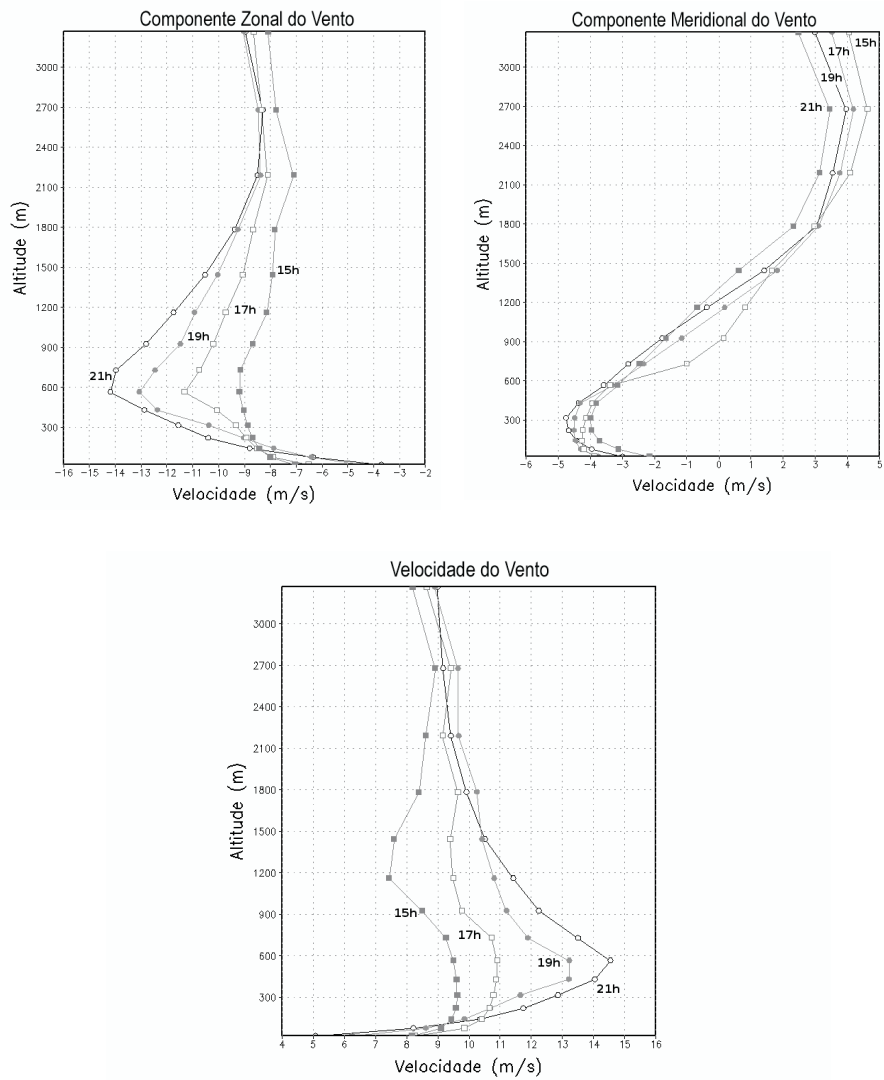 Componente Zonal do Vento
3300
3000
2700
2400
2100
1800
1500
1200
900
600
300
Altitude (m)
15h
17h
19h
21h
-16 -15 -14 -13 -12 -11 -10 -9 -8 -7 -6 -5 -4 -3 -2
Velocidade (m/s)
Componente Meridional do Vento
15h
17h
19h
21h
3000
2700
2400
2100
1800
1500
1200
900
600
300
Altitude (m)
-6 -5 -4 -3 -2 -1 0 1 2 3 4 5
Velocidade (m/s)
Velocidade do Vento
3000
2700
2400
2100
1800
1500
1200
900
600
300
Altitude (m)
15h
17h
19h
21h
4 5 6 7 8 9 10 11 12 13 14 15 16
Velocidade (m/s)